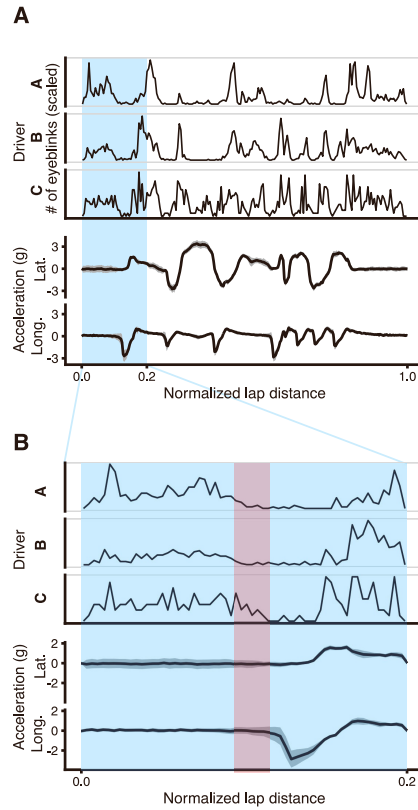 A
Driver
# of eyeblinks (scaled)
A
B
C
Acceleration (g)
Lat.
3
0
-3
Long.
3
0
-3
0.0
0.2
1.0
Normalized lap distance
B
Driver
A
B
C
Acceleration (g)
Lat.
2
0
-2
Long.
2
0
-2
0.0
0.2
Normalized lap distance